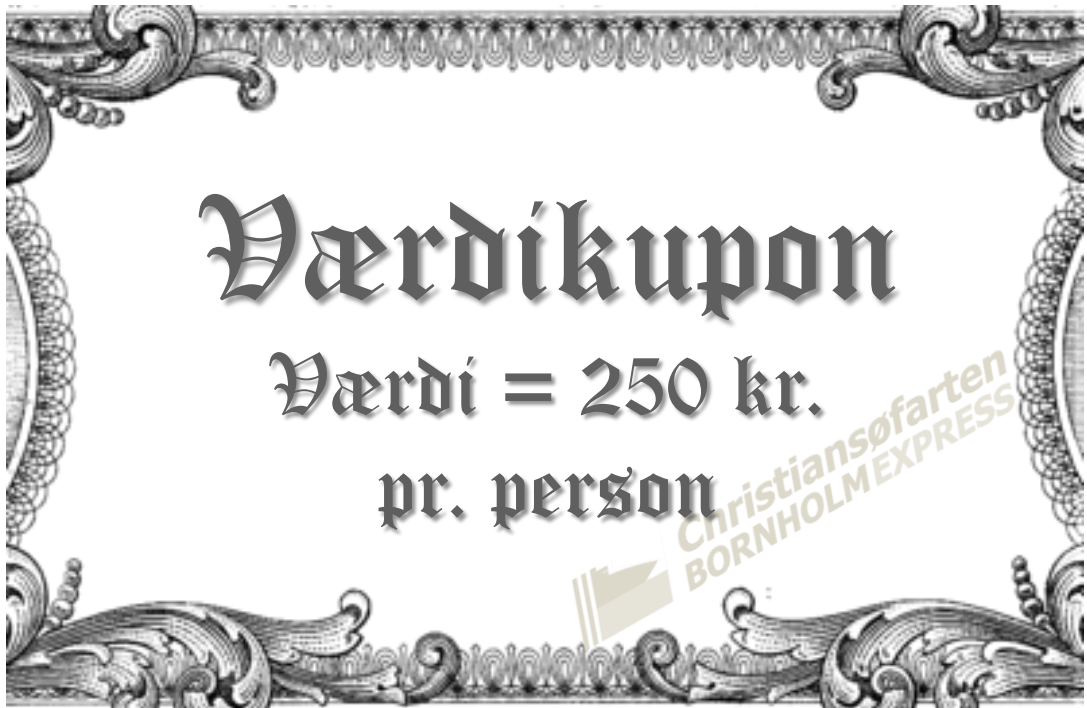 Værdikupon
Værdi = 250 kr.
pr. person
Christiansøfarten
BORNHOLMEXPRESS